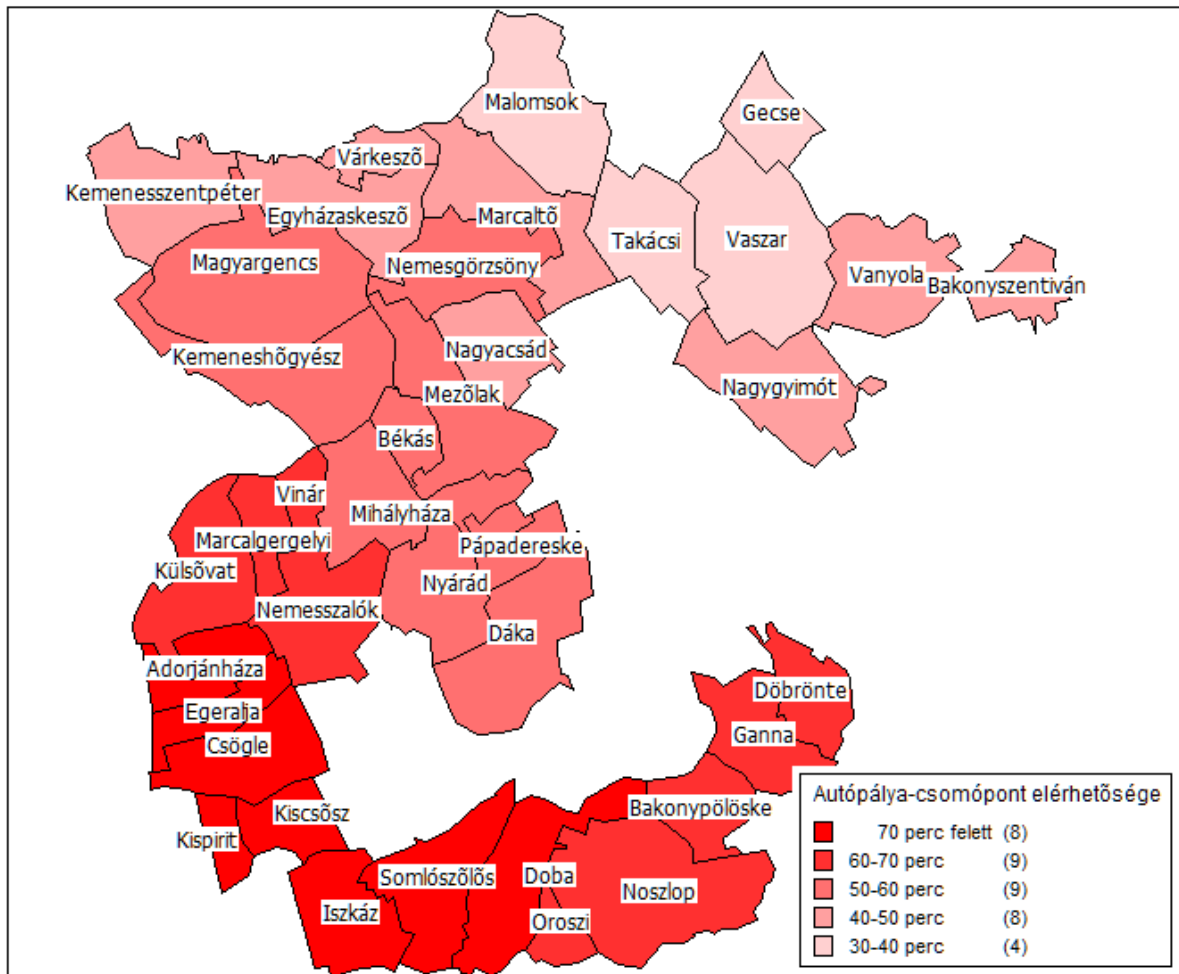 Malomsok
Gecse
Várkeszõ
Kemenesszentpéter
Egyházaskeszõ
Marcaltõ
Takácsi
Vaszar
Magyargencs
Nemesgörzsöny
Vanyola
Bakonyszentiván
Kemeneshõgyész
Nagyacsád
Mezõlak
Nagygyimót
Békás
Vinár
Mihályháza
Marcalgergelyi
Pápadereske
Külsõvat
Nyárád
Nemesszalók
Dáka
Adorjánháza
Döbrönte
Egeralja
Ganna
Csögle
Kiscsõsz
Bakonypölöske
Kispirit
Somlószõlõs
Doba
Noszlop
Iszkáz
Oroszi
Autópálya-csomópont elérhetõsége
70 perc felett (8)
60-70 perc (9)
50-60 perc (9)
40-50 perc (8)
30-40 perc (4)